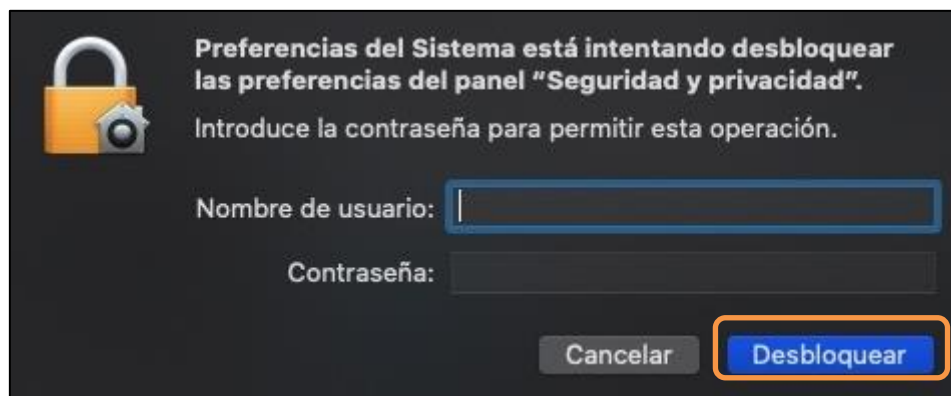 Preferencias del Sistema está intentando desbloquear
las preferencias del panel “Seguridad y privacidad”.
Introduce la contraseña para permitir esta operación.
Nombre de usuario:
Contraseña:
Cancelar Desbloquear